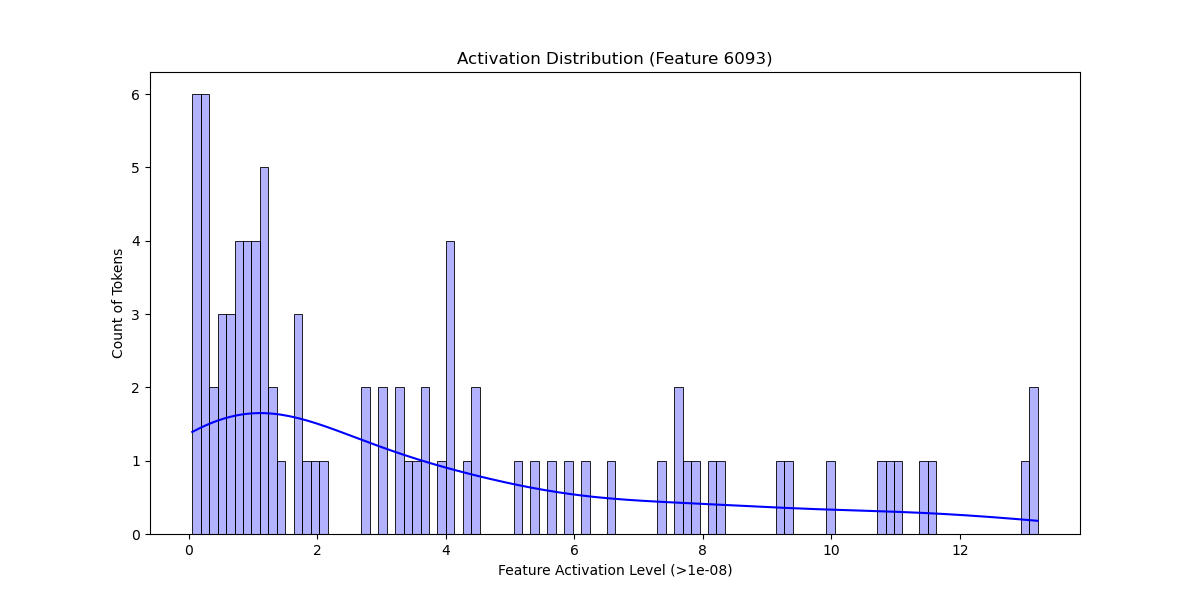 Activation Distribution (Feature 6093)
6
5
4
3
2
1
0
Count of Tokens
0 2 4 6 8 10 12
Feature Activation Level (>1e-08)